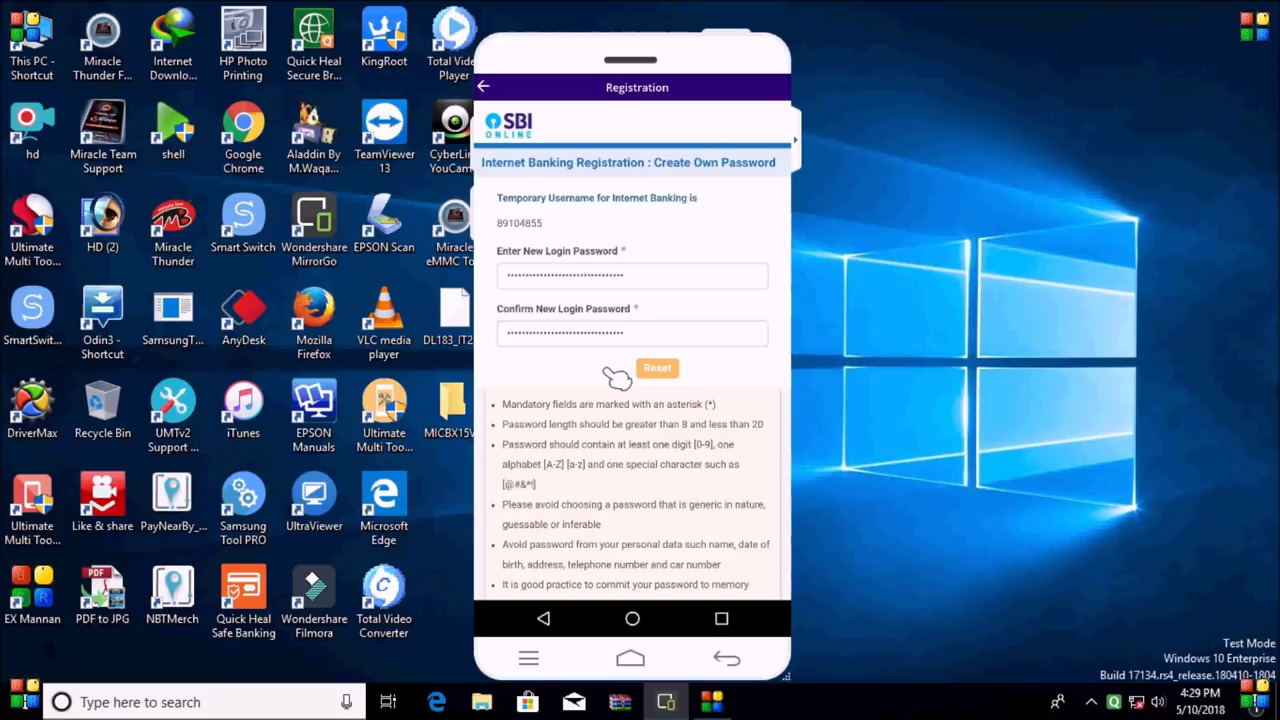 This PC - Shortcut
Miracle Thunder F...
Internet Downlo...
HP Photo Printing
Quick Heal Secure Br...
KingRoot
Total Video Player
hd
Miracle Team Support
shell
Google Chrome
Aladdin By M.Waqa...
TeamViewer 13
CyberLin
YouCam
Ultimate Multi Too...
HD (2)
Miracle Thunder
Smart Switch
Wondershare MirrorGo
EPSON Scan
Miracle
eMMC To
SmartSwit...
Odin3 - Shortcut
SamsungT...
AnyDesk
Mozilla Firefox
VLC media player
DL183_IT2
DriverMax
Recycle Bin
UMTv2 Support ...
iTunes
EPSON Manuals
Ultimate Multi Too...
MICBX15V
Ultimate Multi Too...
Like & share
PayNearBy_...
Samsung Tool PRO
UltraViewer
Microsoft Edge
EX Mannan
PDF to JPG
NBTMerch
Quick Heal Safe Banking
Wondershare Filmora
Total Video Converter
Registration
SBI
ONLINE
Internet Banking Registration : Create Own Password
Temporary Username for Internet Banking is
89104855
Enter New Login Password *
Confirm New Login Password *
Reset
• Mandatory fields are marked with an asterisk (*)
• Password length should be greater than 8 and less than 20
• Password should contain at least one digit [0-9], one
alphabet [A-Z] [a-z] and one special character such as
[@#&*!]
• Please avoid choosing a password that is generic in nature,
guessable or inferable
• Avoid password from your personal data such name, date of
birth, address, telephone number and car number
• It is good practice to commit your password to memory
Test Mode
Windows 10 Enterprise
Build 17134.rs4_release.180410-1804
Type here to search
4:29 PM
5/10/2018